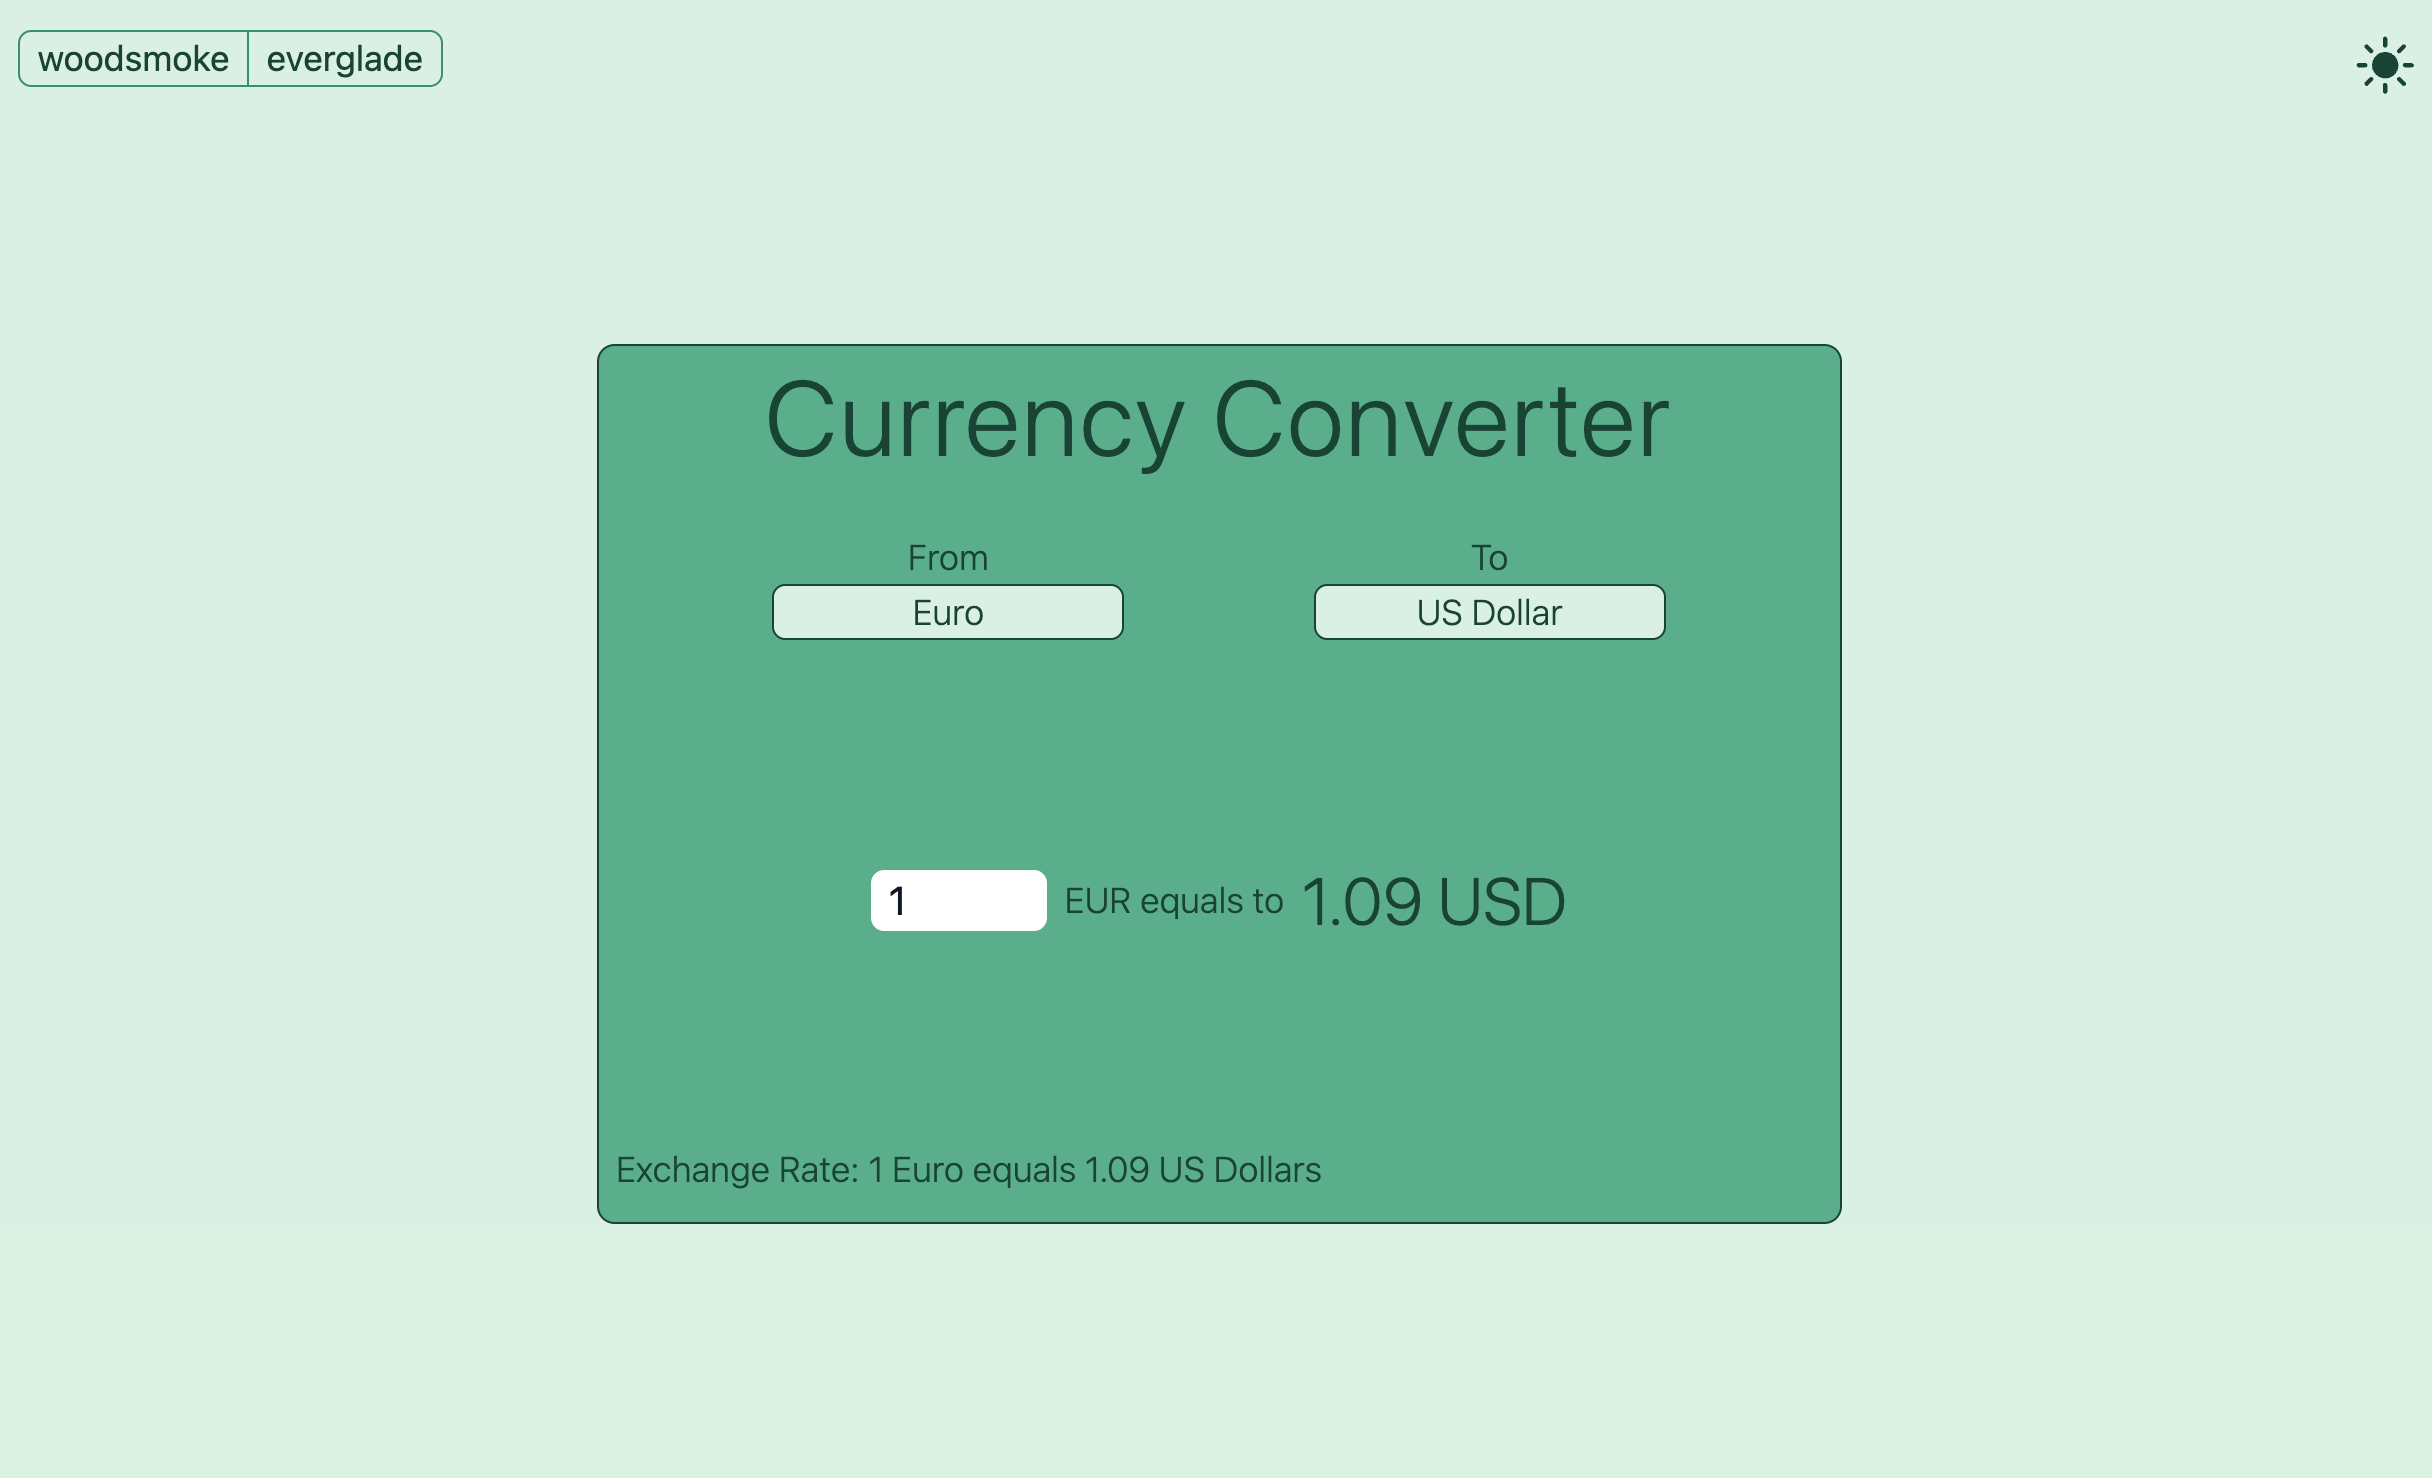 woodsmoke everglade
Currency Converter
From To
Euro US Dollar
1 EUR equals to 1.09 USD
Exchange Rate: 1 Euro equals 1.09 US Dollars